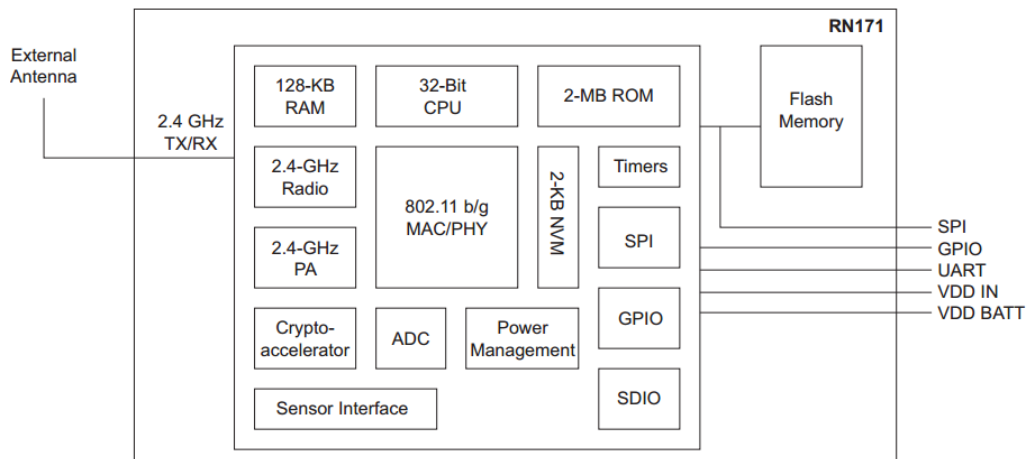 RN171
External
Antenna
2.4 GHz
TX/RX
128-KB
RAM
32-Bit
CPU
2-MB ROM
Flash
Memory
2.4-GHz
Radio
802.11 b/g
MAC/PHY
2-KB NVM
Timers
SPI
2.4-GHz
PA
GPIO
Crypto-
accelerator
ADC
Power
Management
SDIO
Sensor Interface
SPI
GPIO
UART
VDD IN
VDD BATT